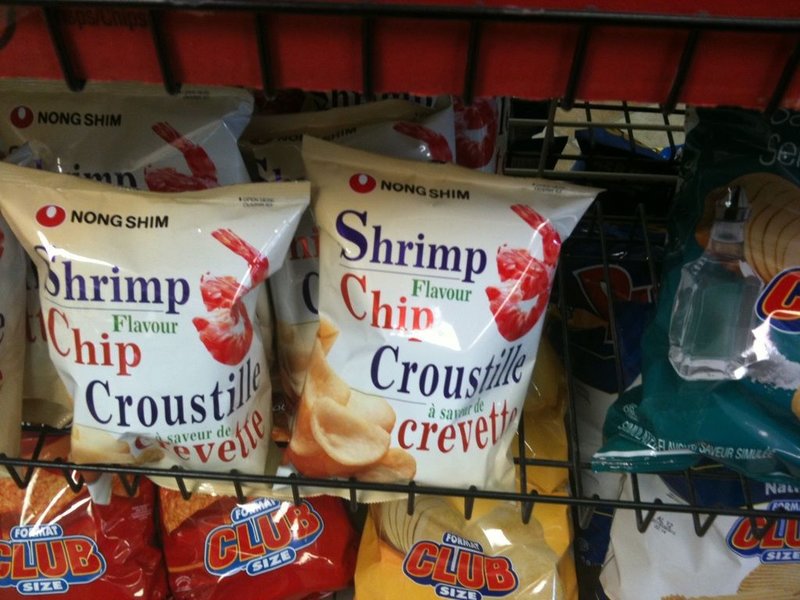 NONG SHIM
NONG SHIM
Shrimp
Flavour
Chip
Croustille
à saveur de
crevette
NONG SHIM
Shrimp
Flavour
Chip
Croustille
à saveur de
crevette
FORMAT
CLUB
SIZE
FORMAT
CLUB
SIZE
FORMAT
CLUB
SIZE
CLUB
SIZE